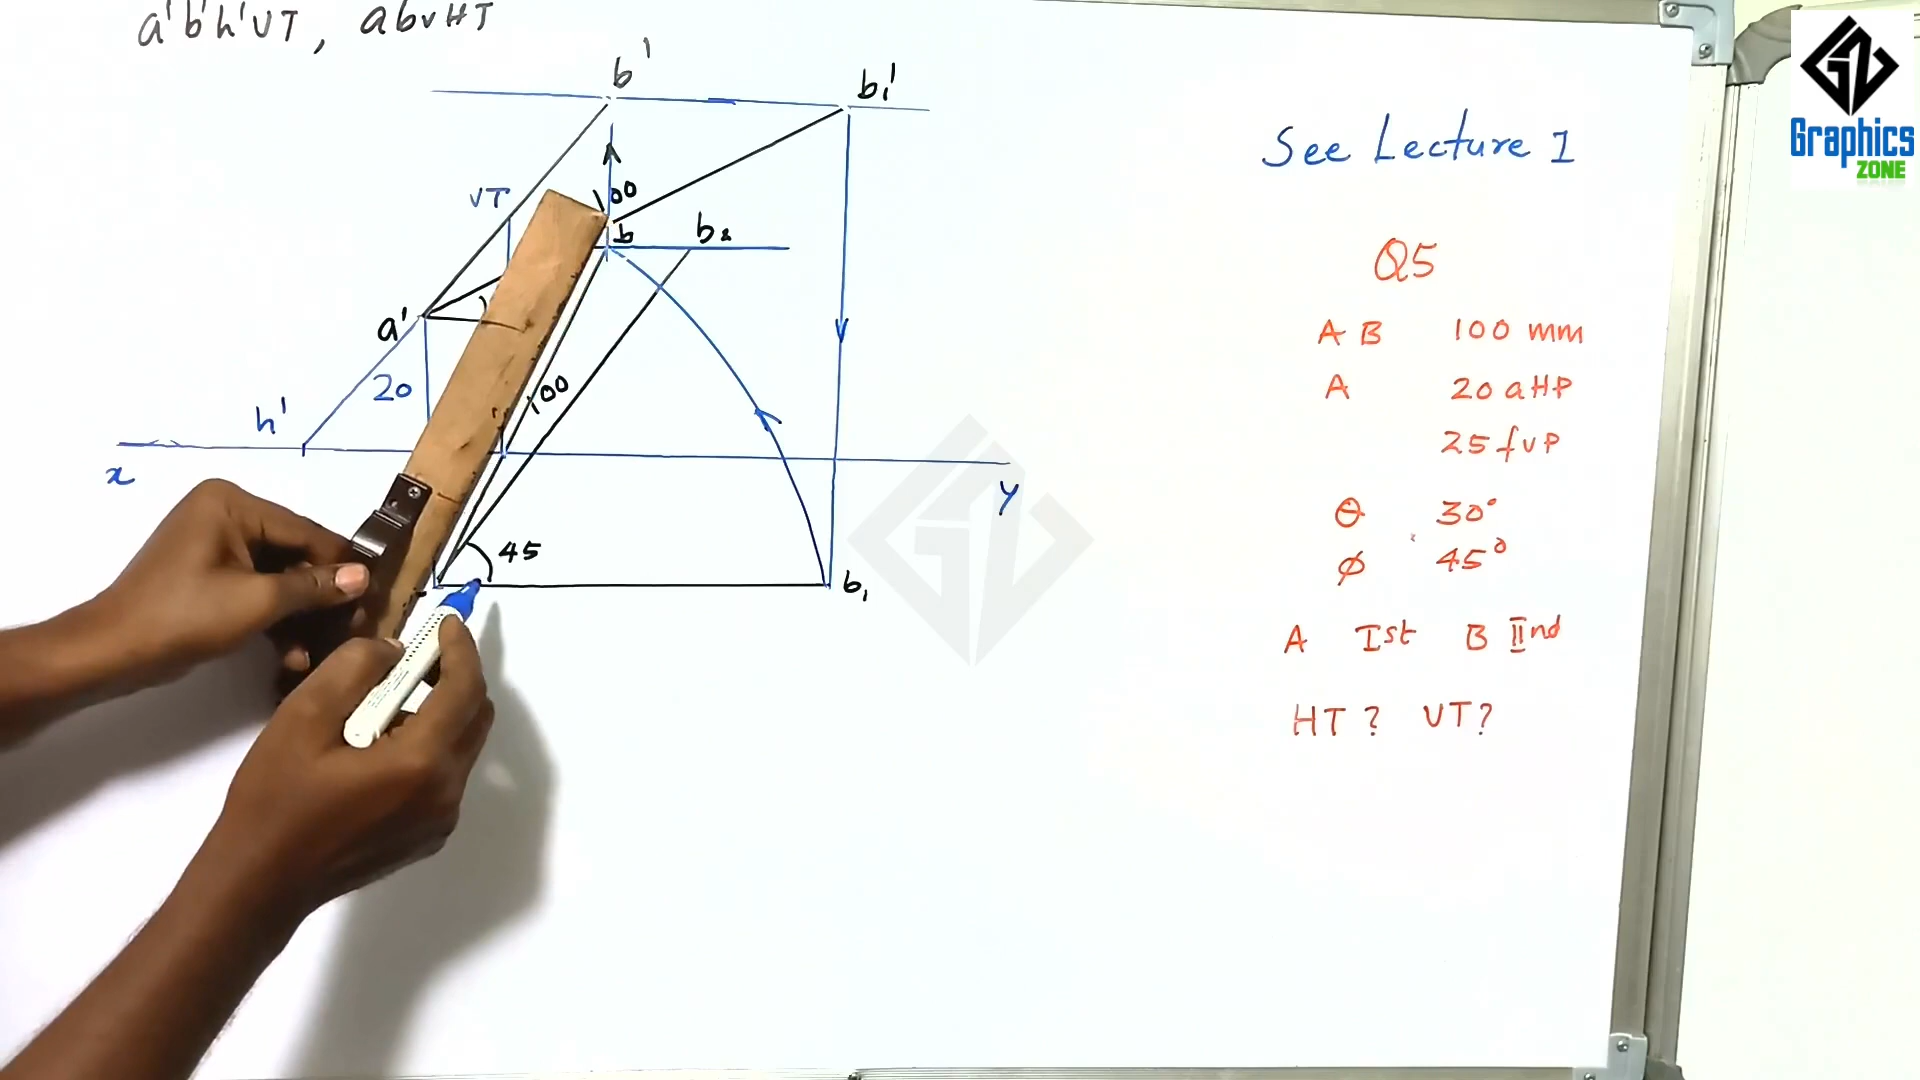 a'b'h'VT, abvHT
b'
b₁'
VT
100
b
b₂
a'
20
100
h'
x
y
45
b₁
See Lecture 1
Q5
A B 100 mm
A 20 aHP
25 fVP
θ 30°
ϕ 45°
A Ist B IInd
HT? VT?
Graphics
ZONE